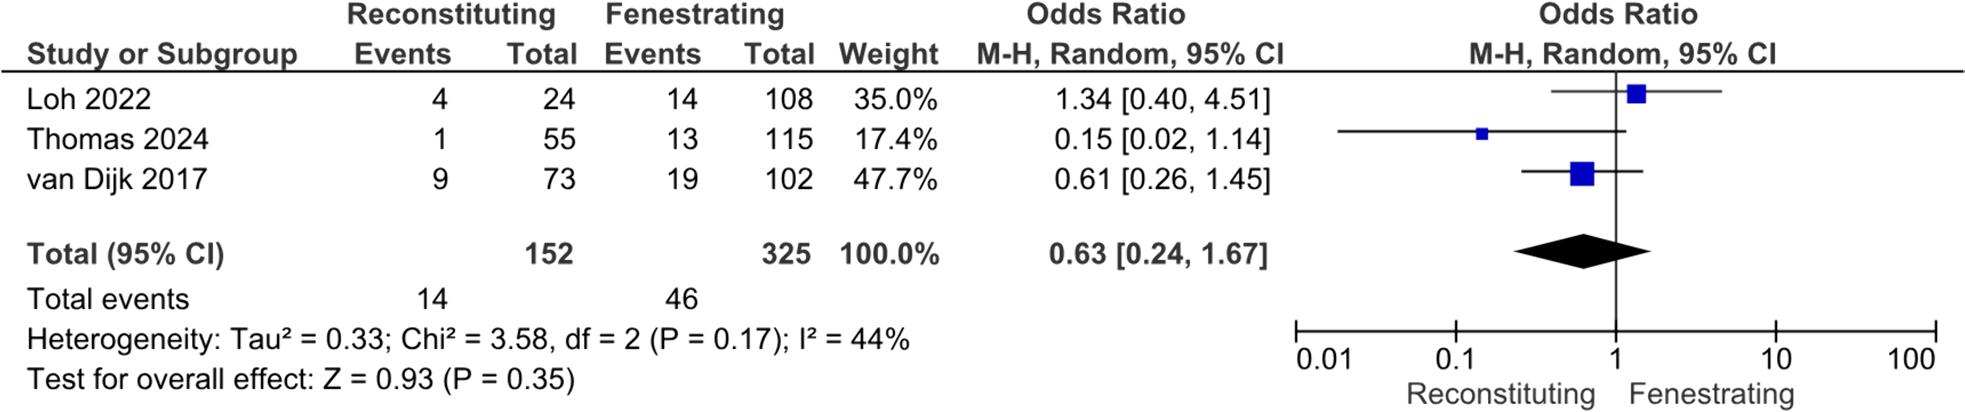 Reconstituting Fenestrating Odds Ratio Odds Ratio
Study or Subgroup Events Total Events Total Weight M-H, Random, 95% CI M-H, Random, 95% CI
Loh 2022 4 24 14 108 35.0% 1.34 [0.40, 4.51]
Thomas 2024 1 55 13 115 17.4% 0.15 [0.02, 1.14]
van Dijk 2017 9 73 19 102 47.7% 0.61 [0.26, 1.45]
Total (95% CI) 152 325 100.0% 0.63 [0.24, 1.67]
Total events 14 46
Heterogeneity: Tau² = 0.33; Chi² = 3.58, df = 2 (P = 0.17); I² = 44%
Test for overall effect: Z = 0.93 (P = 0.35)
0.01 0.1 1 10 100
Reconstituting Fenestrating